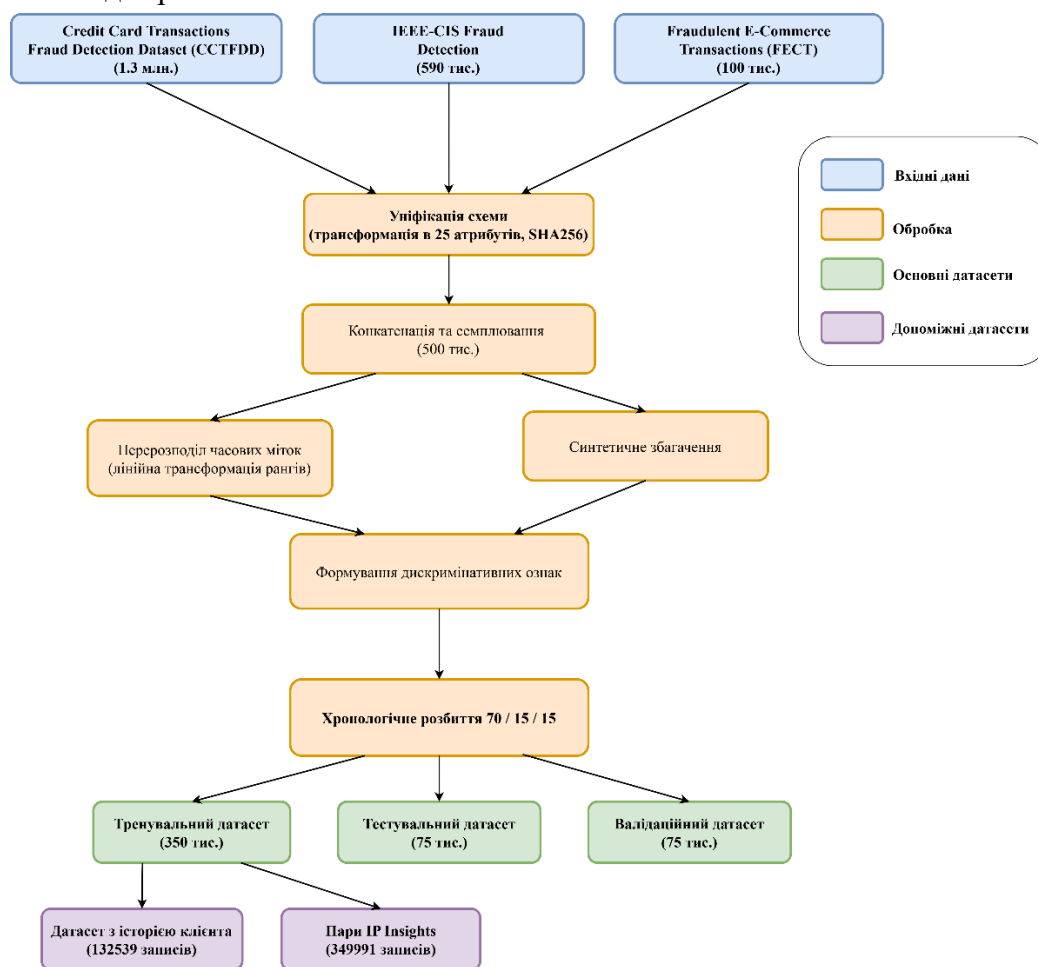 Credit Card Transactions
Fraud Detection Dataset (CCTFDD)
(1.3 млн.)
IEEE-CIS Fraud
Detection
(590 тис.)
Fraudulent E-Commerce
Transactions (FECT)
(100 тис.)
Вхідні дані
Обробка
Основні датасети
Допоміжні датасети
Уніфікація схеми
(трансформація в 25 атрибутів, SHA256)
Конкатенація та семплювання
(500 тис.)
Перерозподіл часових міток
(лінійна трансформація рангів)
Синтетичне збагачення
Формування дискримінативних ознак
Хронологічне розбиття 70 / 15 / 15
Тренувальний датасет
(350 тис.)
Тестувальний датасет
(75 тис.)
Валідаційний датасет
(75 тис.)
Датасет з історією клієнта
(132539 записів)
Пари IP Insights
(349991 записів)